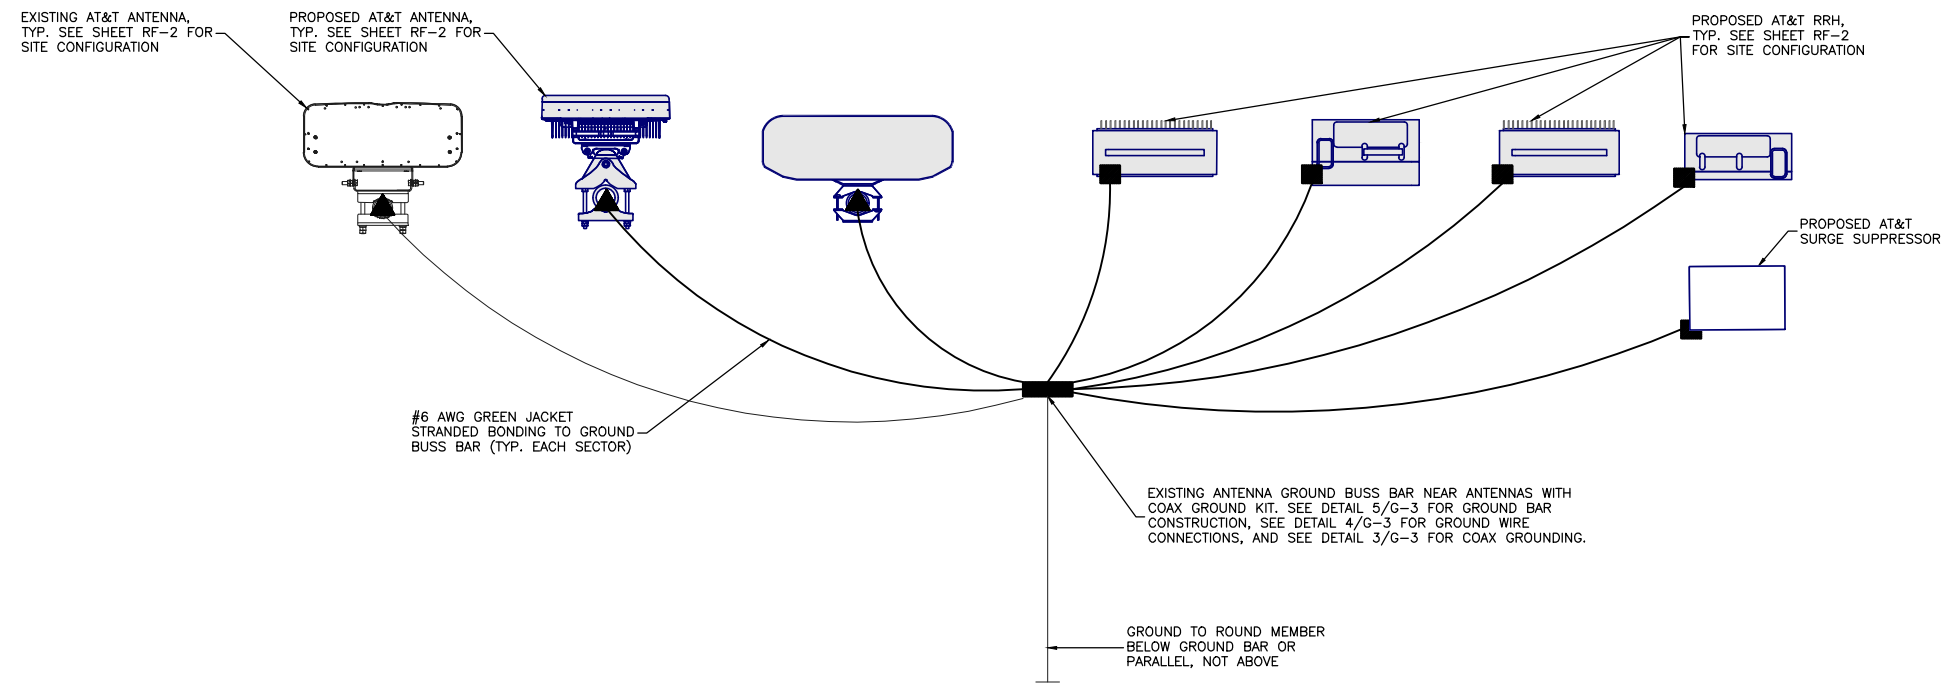 EXISTING AT&T ANTENNA,
TYP. SEE SHEET RF-2 FOR
SITE CONFIGURATION
PROPOSED AT&T ANTENNA,
TYP. SEE SHEET RF-2 FOR
SITE CONFIGURATION
PROPOSED AT&T RRH,
TYP. SEE SHEET RF-2
FOR SITE CONFIGURATION
PROPOSED AT&T
SURGE SUPPRESSOR
#6 AWG GREEN JACKET
STRANDED BONDING TO GROUND
BUSS BAR (TYP. EACH SECTOR)
EXISTING ANTENNA GROUND BUSS BAR NEAR ANTENNAS WITH
COAX GROUND KIT. SEE DETAIL 5/G-3 FOR GROUND BAR
CONSTRUCTION, SEE DETAIL 4/G-3 FOR GROUND WIRE
CONNECTIONS, AND SEE DETAIL 3/G-3 FOR COAX GROUNDING.
GROUND TO ROUND MEMBER
BELOW GROUND BAR OR
PARALLEL, NOT ABOVE